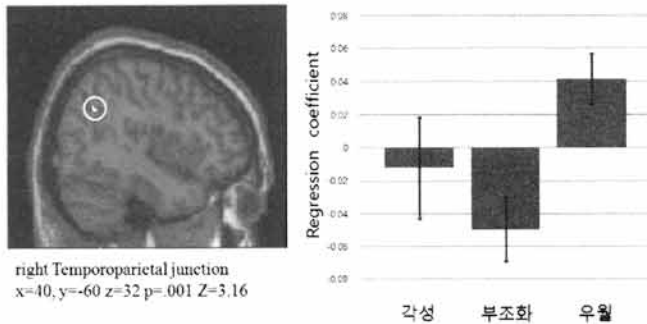 right Temporoparietal junction
x=40, y=-60 z=32 p=.001 Z=3.16
Regression coefficient
0.08
0.06
0.04
0.02
0
-0.02
-0.04
-0.06
-0.08
각성 부조화 우월